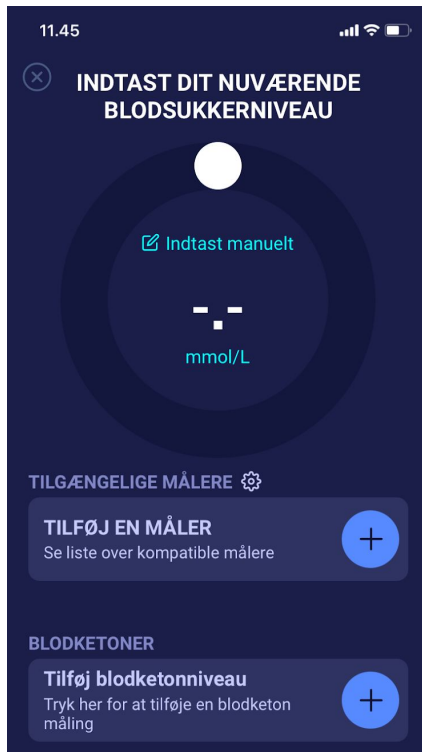 11.45
INDTAST DIT NUVÆRENDE
BLODSUKKERNIVEAU
Indtast manuelt
-.-
mmol/L
TILGÆNGELIGE MÅLERE
TILFØJ EN MÅLER
Se liste over kompatible målere
BLODKETONER
Tilføj blodketonniveau
Tryk her for at tilføje en blodketon
måling